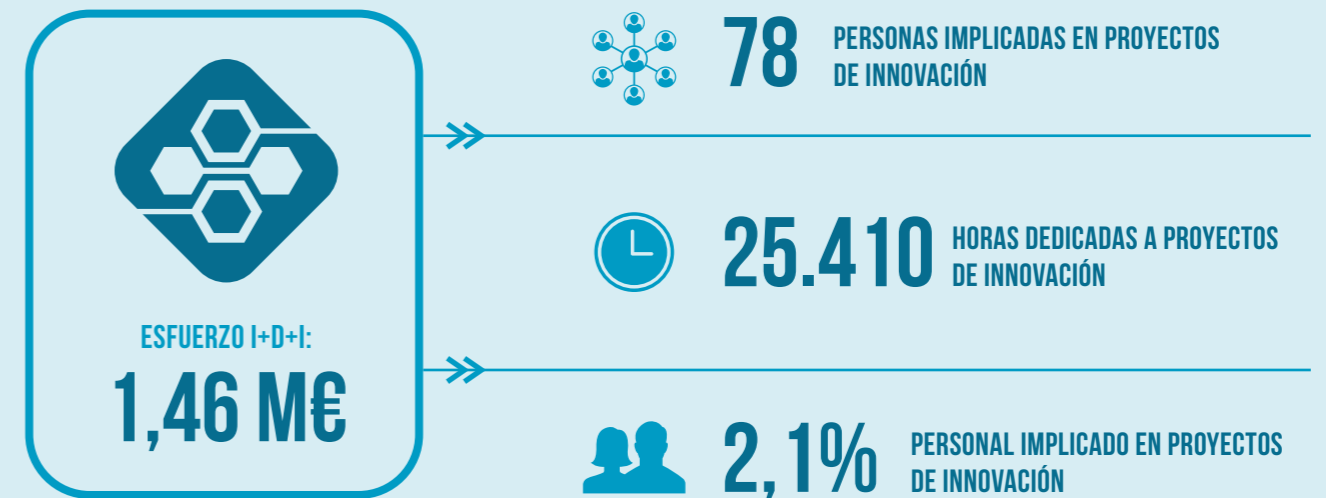 ESFUERZO I+D+I:
1,46 M€
78
PERSONAS IMPLICADAS EN PROYECTOS
DE INNOVACIÓN
25.410
HORAS DEDICADAS A PROYECTOS
DE INNOVACIÓN
2,1%
PERSONAL IMPLICADO EN PROYECTOS
DE INNOVACIÓN